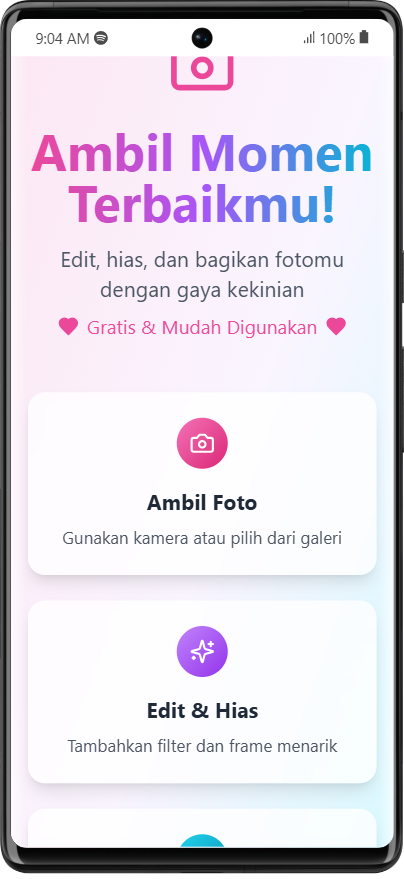 9:04 AM
100%
Ambil Momen
Terbaikmu!
Edit, hias, dan bagikan fotomu
dengan gaya kekinian
Gratis & Mudah Digunakan
Ambil Foto
Gunakan kamera atau pilih dari galeri
Edit & Hias
Tambahkan filter dan frame menarik